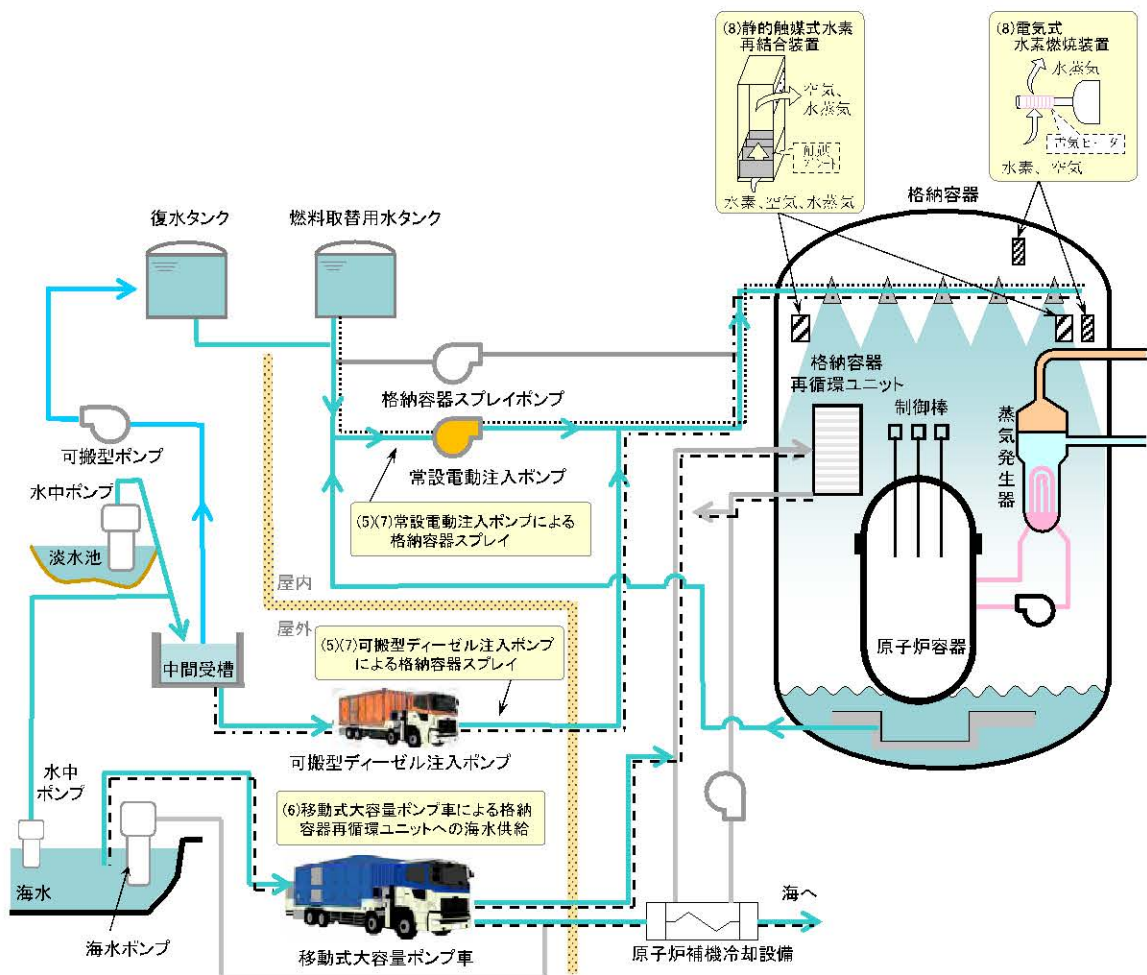 (8)静的触媒式水素
再結合装置
空気、
水蒸気
水素、空気、水蒸気
(8)電気式
水素燃焼装置
水蒸気
水素、空気
格納容器
復水タンク
燃料取替用水タンク
格納容器スプレイポンプ
可搬型ポンプ
常設電動注入ポンプ
水中ポンプ
(5)(7)常設電動注入ポンプによる
格納容器スプレイ
淡水池
格納容器
再循環ユニット
制御棒
蒸気発生器
屋内
屋外
中間受槽
(5)(7)可搬型ディーゼル注入ポンプ
による格納容器スプレイ
原子炉容器
可搬型ディーゼル注入ポンプ
水中
ポンプ
(6)移動式大容量ポンプ車による格納
容器再循環ユニットへの海水供給
海水
海へ
海水ポンプ
移動式大容量ポンプ車
原子炉補機冷却設備